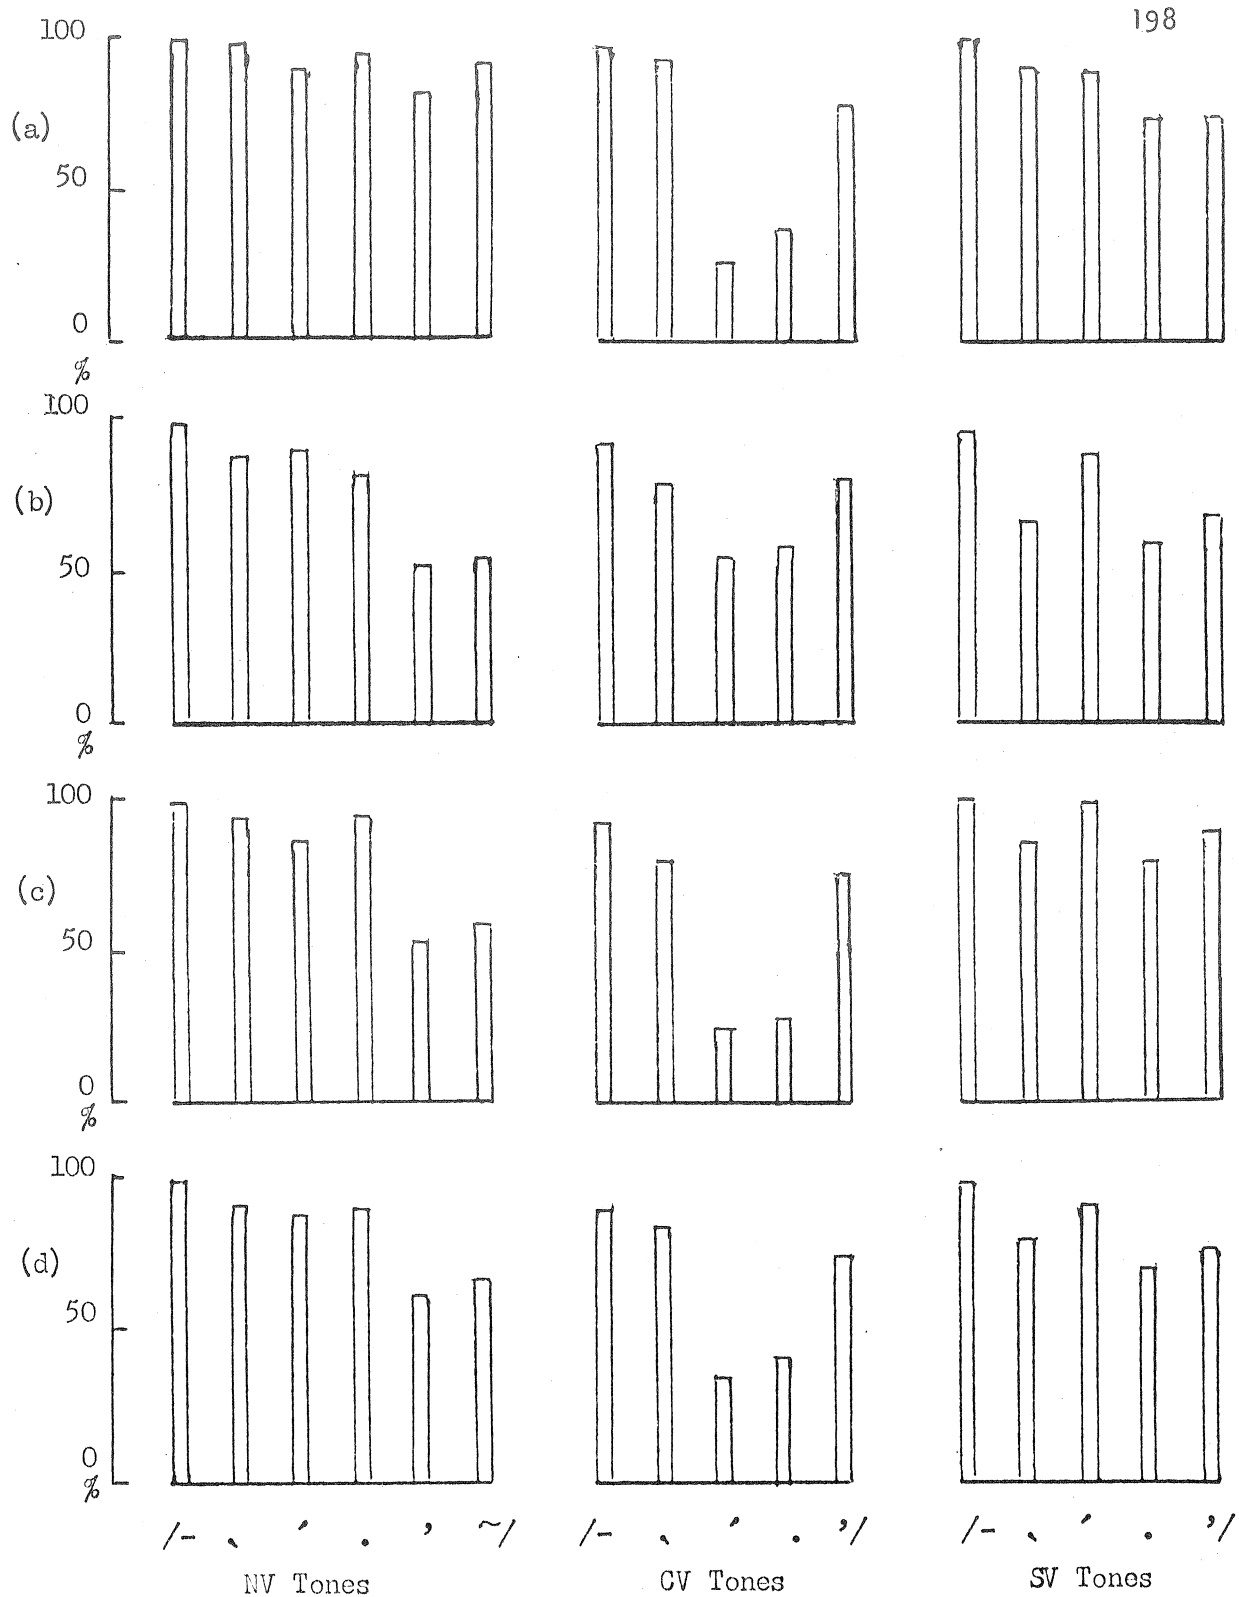 198
100
(a)
50
0
%
100
(b)
50
0
%
100
(c)
50
0
%
100
(d)
50
0
%
/- ˎ ˊ . ʼ ~/ /- ˎ ˊ . ʼ/ /- ˎ ˊ . ʼ/
NV Tones CV Tones SV Tones